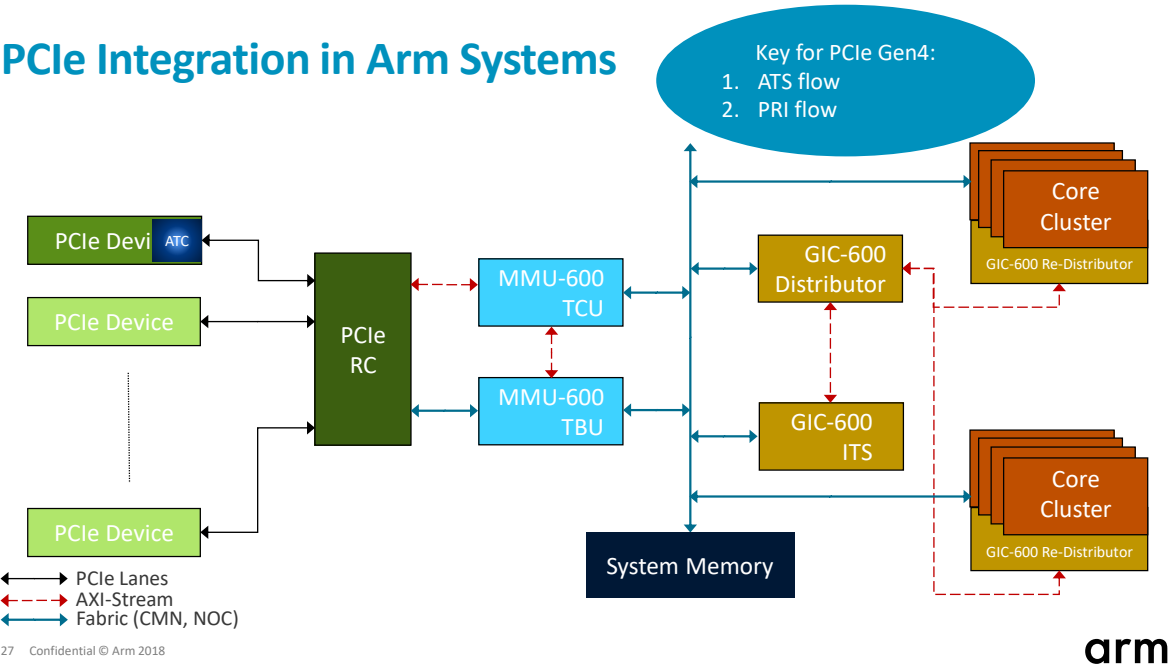 PCIe Integration in Arm Systems
Key for PCIe Gen4:
1. ATS flow
2. PRI flow
PCIe Devi
ATC
PCIe Device
PCIe Device
PCIe
RC
MMU-600
TCU
MMU-600
TBU
GIC-600
Distributor
GIC-600
ITS
Core
Cluster
GIC-600 Re-Distributor
Core
Cluster
GIC-600 Re-Distributor
System Memory
PCIe Lanes
AXI-Stream
Fabric (CMN, NOC)
27 Confidential © Arm 2018
arm